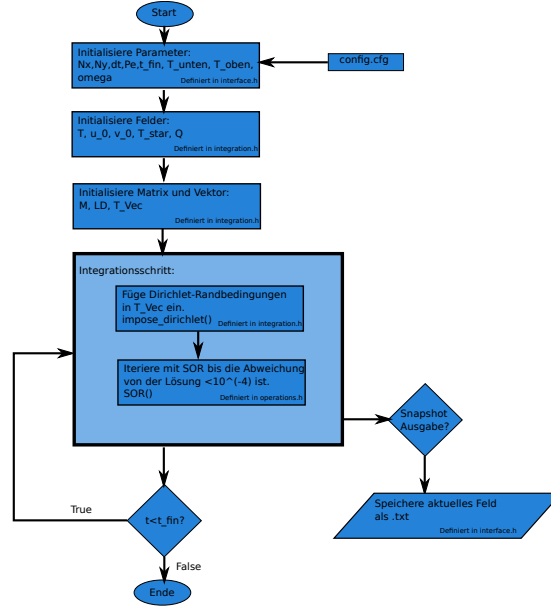 Start
Initialisiere Parameter:
Nx,Ny,dt,Pe,t_fin, T_unten, T_oben,
omega
Definiert in interface.h
config.cfg
Initialisiere Felder:
T, u_0, v_0, T_star, Q
Definiert in integration.h
Initialisiere Matrix und Vektor:
M, LD, T_Vec
Definiert in integration.h
Integrationsschritt:
Füge Dirichlet-Randbedingungen
in T_Vec ein.
impose_dirichlet()
Definiert in integration.h
Iteriere mit SOR bis die Abweichung
von der Lösung <10^(-4) ist.
SOR()
Definiert in operations.h
Snapshot
Ausgabe?
Speichere aktuelles Feld
als .txt
Definiert in interface.h
True
t<t_fin?
False
Ende